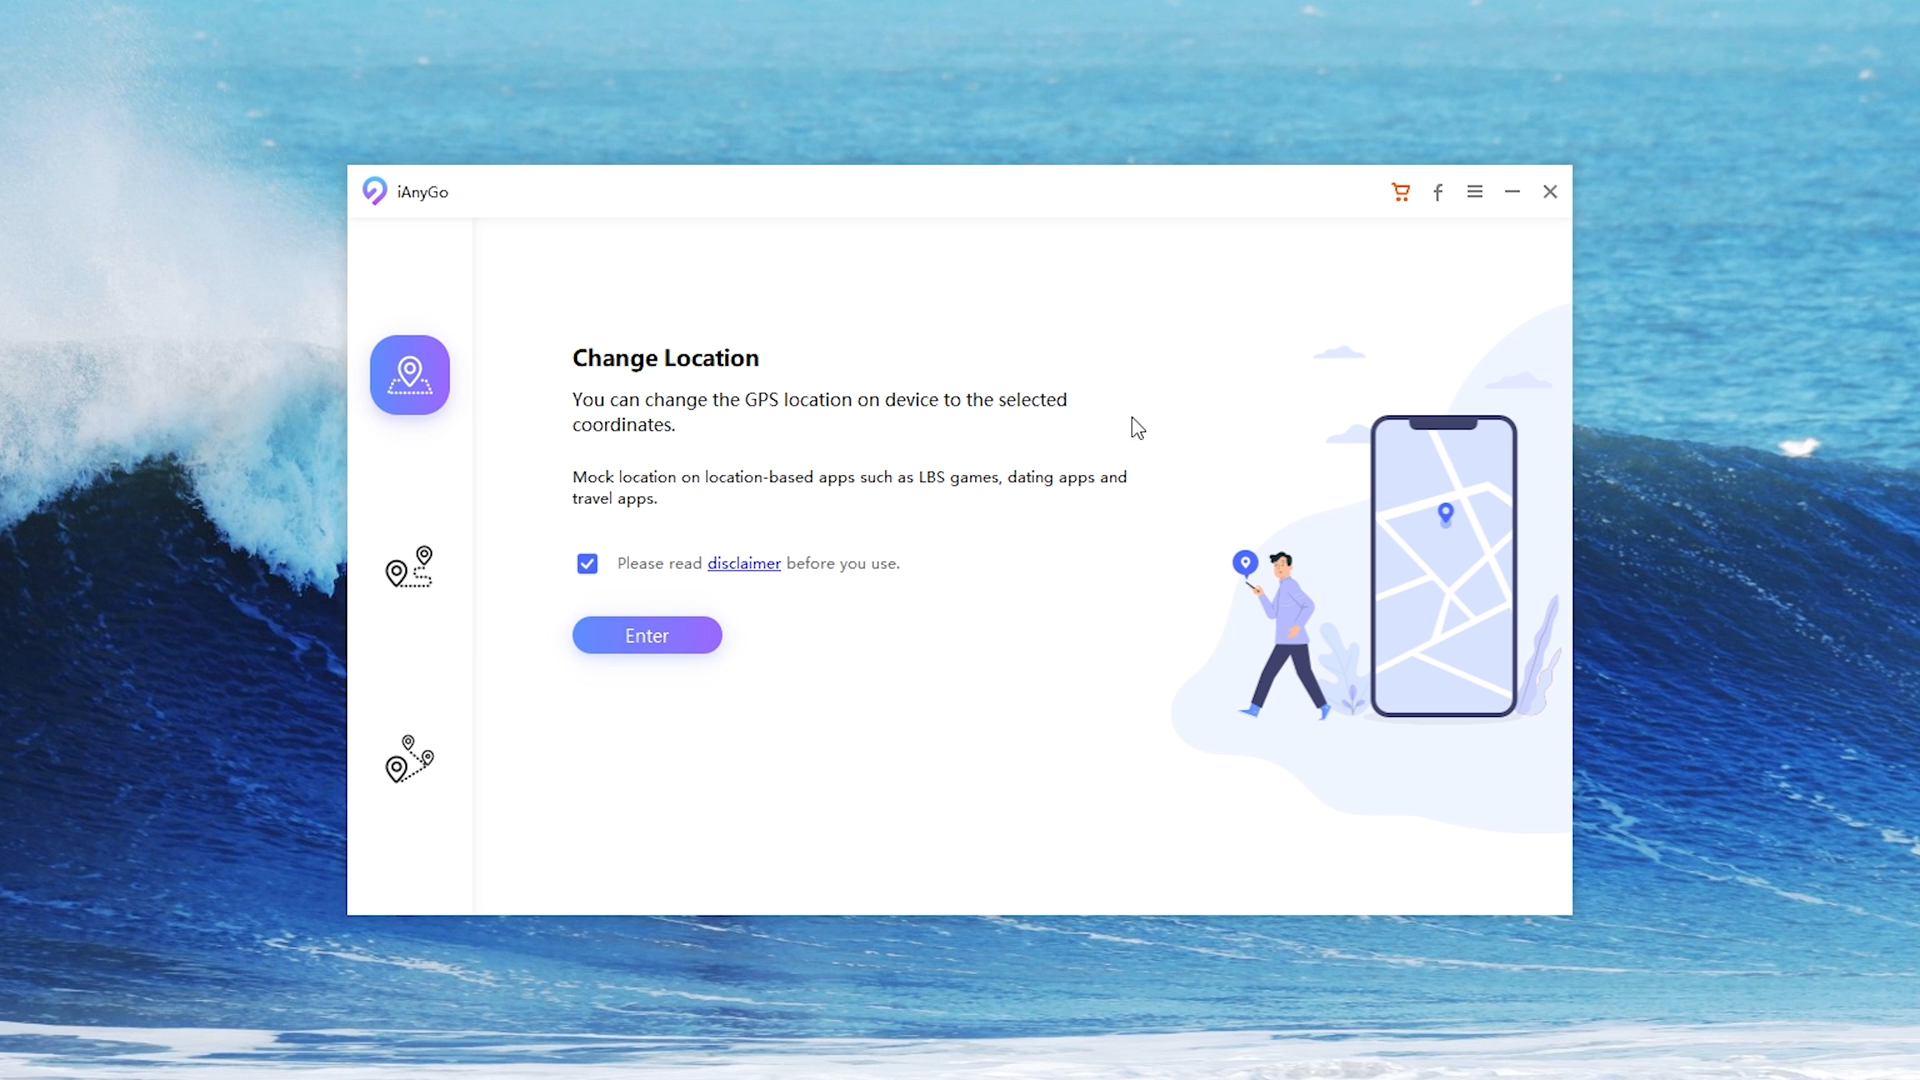 iAnyGo
Change Location
You can change the GPS location on device to the selected
coordinates.
Mock location on location-based apps such as LBS games, dating apps and
travel apps.
Please read disclaimer before you use.
Enter